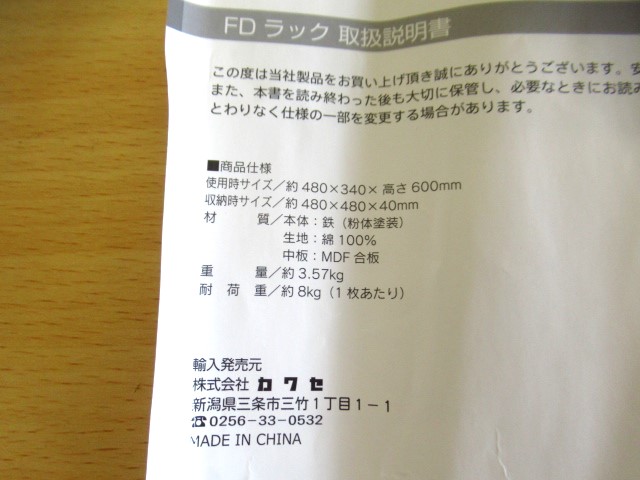 FD ラック 取扱説明書
この度は当社製品をお買い上げ頂き誠にありがとうございます。安
また、本書を読み終わった後も大切に保管し、必要なときにお読み
とわりなく仕様の一部を変更する場合があります。
■商品仕様
使用時サイズ／約 480×340× 高さ 600mm
収納時サイズ／約 480×480×40mm
材　　質／本体：鉄（粉体塗装）
生地：綿 100%
中板：MDF 合板
重　　量／約 3.57kg
耐 荷 重／約 8kg（1 枚あたり）
輸入発売元
株式会社 カワセ
新潟県三条市三竹 1 丁目 1－1
☎0256-33-0532
MADE IN CHINA